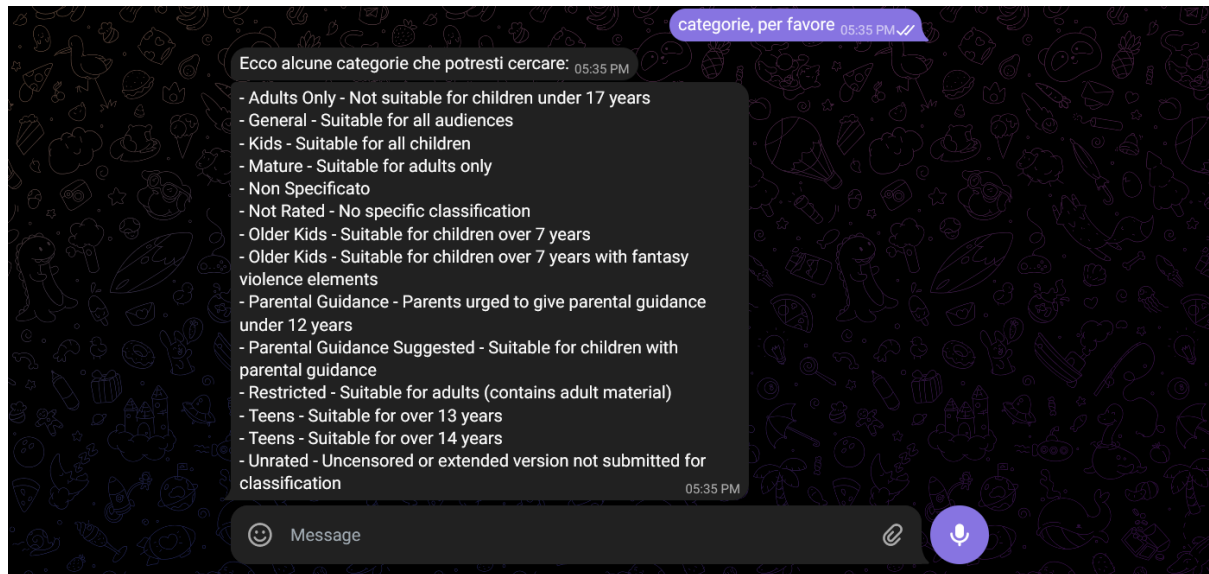 categorie, per favore 05:35 PM
Ecco alcune categorie che potresti cercare: 05:35 PM
- Adults Only - Not suitable for children under 17 years
- General - Suitable for all audiences
- Kids - Suitable for all children
- Mature - Suitable for adults only
- Non Specificato
- Not Rated - No specific classification
- Older Kids - Suitable for children over 7 years
- Older Kids - Suitable for children over 7 years with fantasy
violence elements
- Parental Guidance - Parents urged to give parental guidance
under 12 years
- Parental Guidance Suggested - Suitable for children with
parental guidance
- Restricted - Suitable for adults (contains adult material)
- Teens - Suitable for over 13 years
- Teens - Suitable for over 14 years
- Unrated - Uncensored or extended version not submitted for
classification 05:35 PM
Message